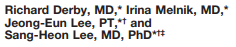 Richard Derby, MD,* Irina Melnik, MD,*
Jeong-Eun Lee, PT,*† and
Sang-Heon Lee, MD, PhD*†‡